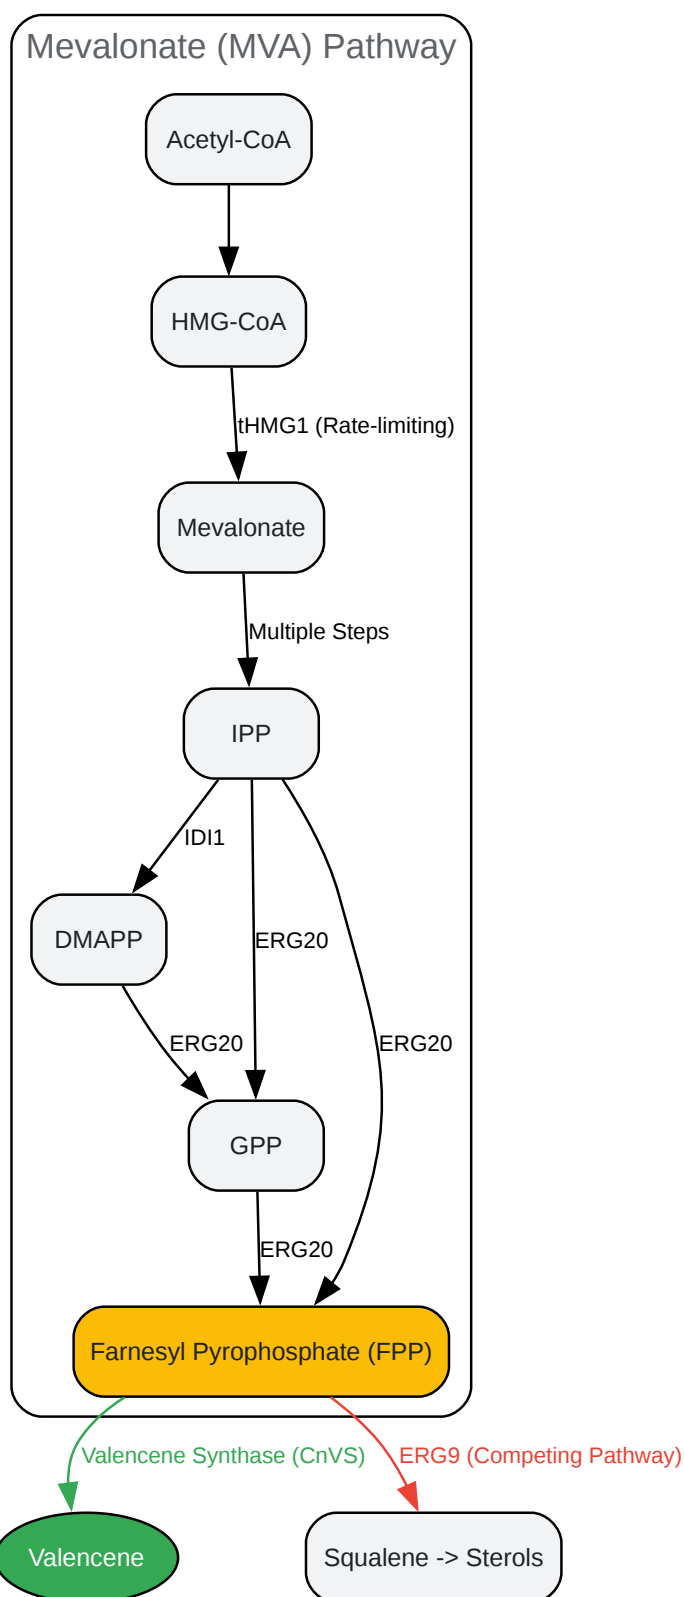 Mevalonate (MVA) Pathway
Acetyl-CoA
HMG-CoA
tHMG1 (Rate-limiting)
Mevalonate
Multiple Steps
IPP
IDI1
DMAPP
ERG20
ERG20
ERG20
GPP
ERG20
Farnesyl Pyrophosphate (FPP)
Valencene Synthase (CnVS)
ERG9 (Competing Pathway)
Valencene
Squalene -> Sterols